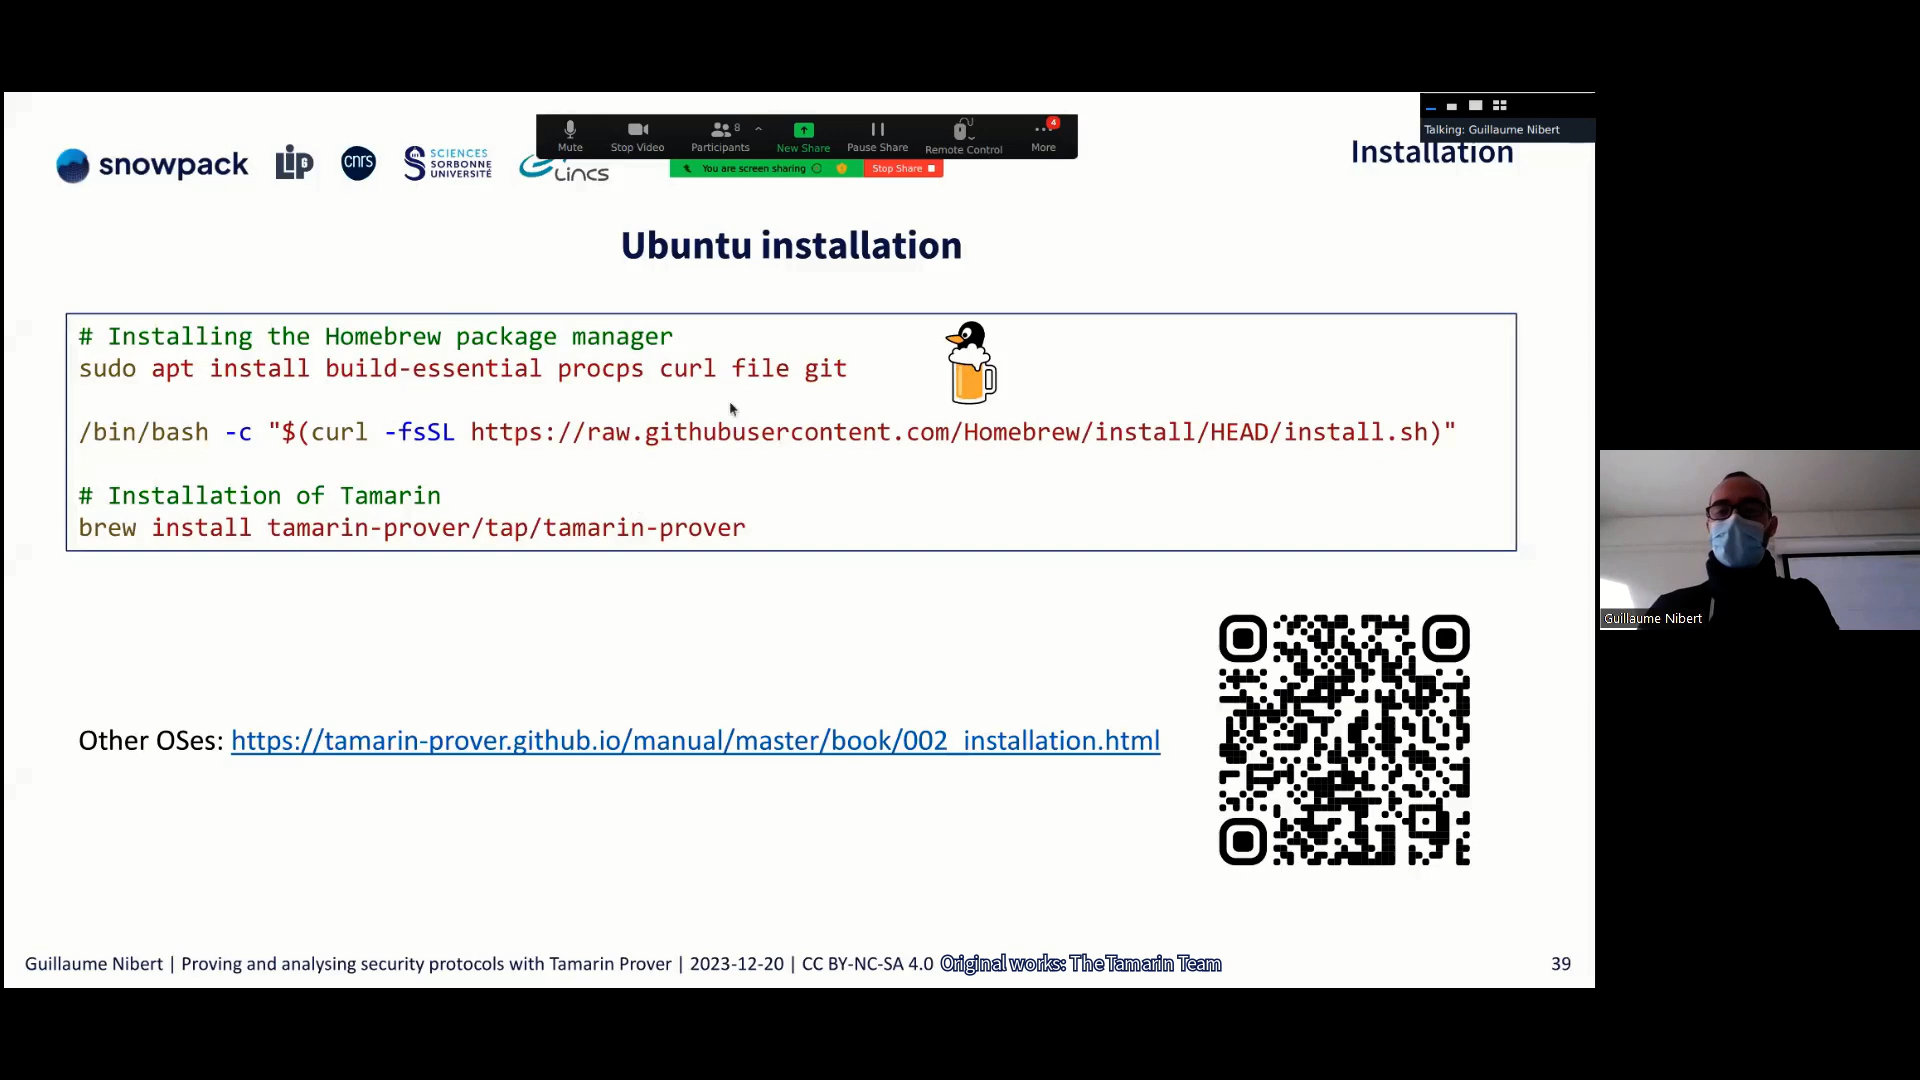 Talking: Guillaume Nibert
Mute
Stop Video
8
Participants
New Share
Pause Share
Remote Control
4
More
You are screen sharing
Stop Share
snowpack
LIP6
cnrs
SCIENCES
SORBONNE
UNIVERSITÉ
Lincs
Installation
Ubuntu installation
# Installing the Homebrew package manager
sudo apt install build-essential procps curl file git
/bin/bash -c "$(curl -fsSL https://raw.githubusercontent.com/Homebrew/install/HEAD/install.sh)"
# Installation of Tamarin
brew install tamarin-prover/tap/tamarin-prover
Guillaume Nibert
Other OSes: https://tamarin-prover.github.io/manual/master/book/002_installation.html
Guillaume Nibert | Proving and analysing security protocols with Tamarin Prover | 2023-12-20 | CC BY-NC-SA 4.0 Original works: The Tamarin Team
39